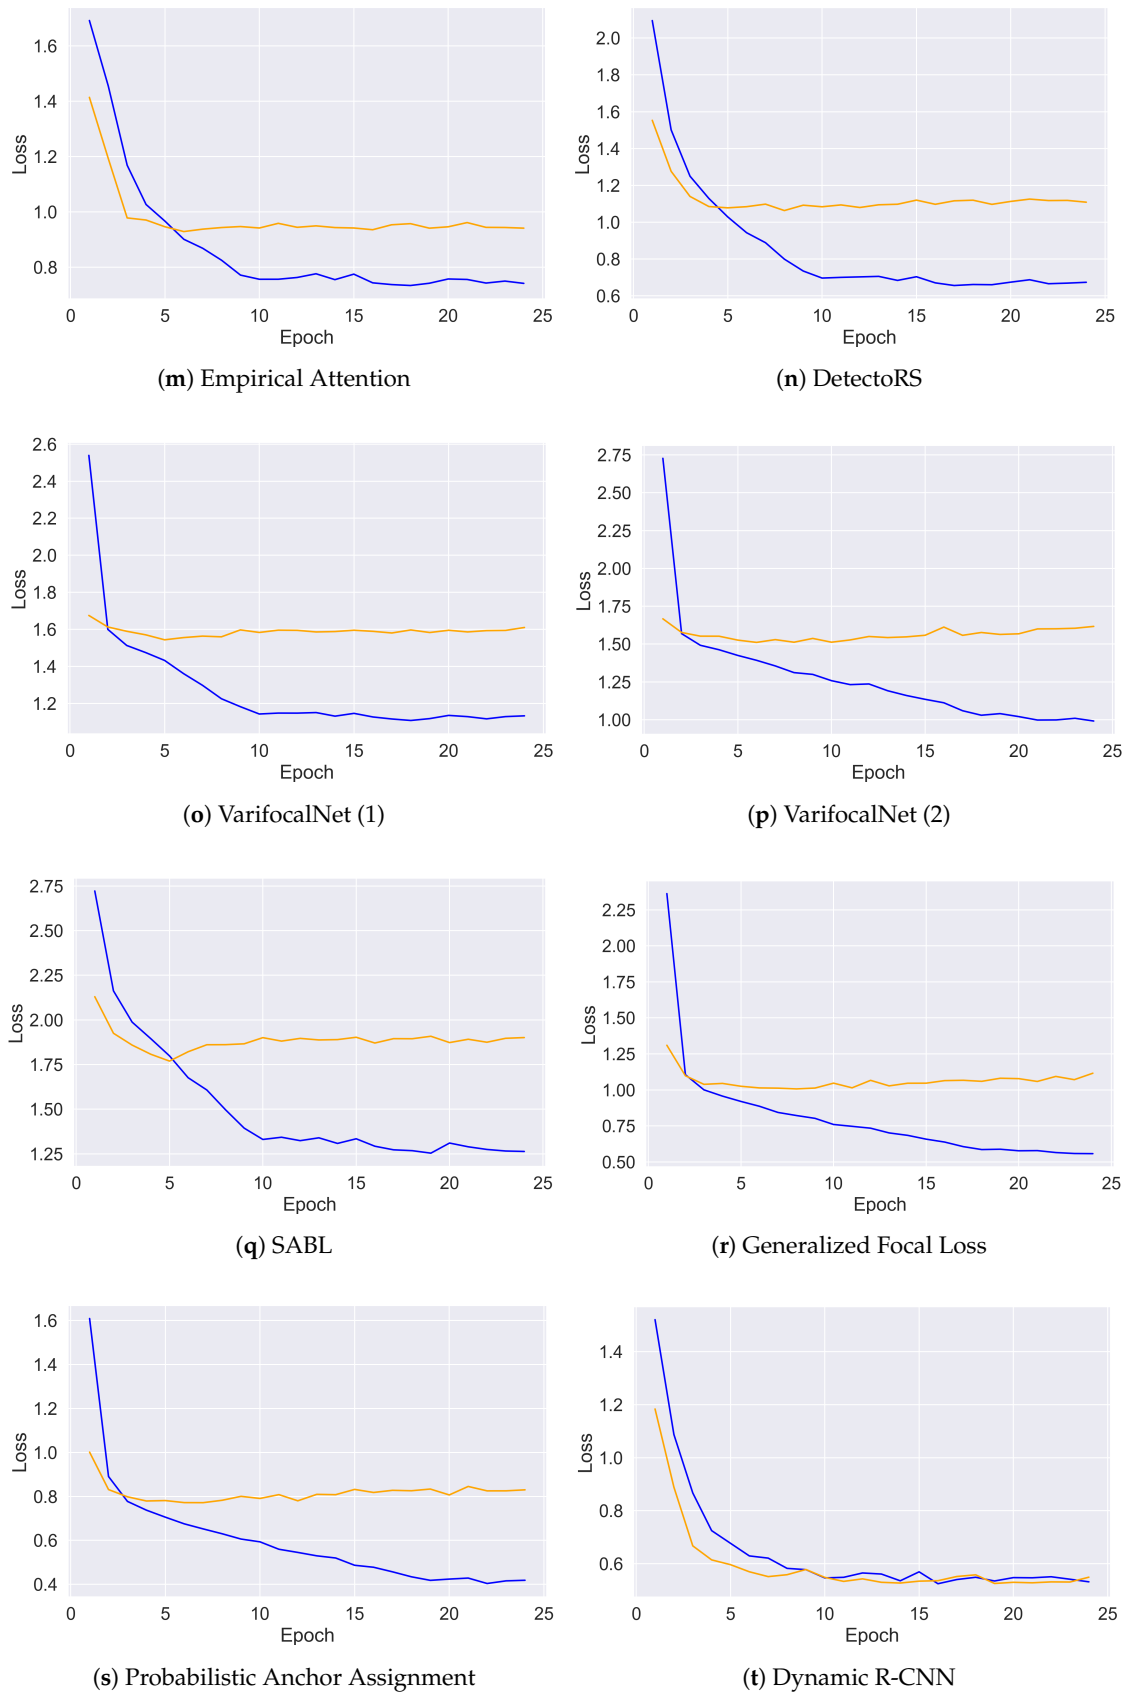 1.6
1.4
1.2
1.0
0.8
Loss
0 5 10 15 20 25
Epoch
(m) Empirical Attention
2.0
1.8
1.6
1.4
1.2
1.0
0.8
0.6
Loss
0 5 10 15 20 25
Epoch
(n) DetectoRS
2.6
2.4
2.2
2.0
1.8
1.6
1.4
1.2
Loss
0 5 10 15 20 25
Epoch
(o) VarifocalNet (1)
2.75
2.50
2.25
2.00
1.75
1.50
1.25
1.00
Loss
0 5 10 15 20 25
Epoch
(p) VarifocalNet (2)
2.75
2.50
2.25
2.00
1.75
1.50
1.25
Loss
0 5 10 15 20 25
Epoch
(q) SABL
2.25
2.00
1.75
1.50
1.25
1.00
0.75
0.50
Loss
0 5 10 15 20 25
Epoch
(r) Generalized Focal Loss
1.6
1.4
1.2
1.0
0.8
0.6
0.4
Loss
0 5 10 15 20 25
Epoch
(s) Probabilistic Anchor Assignment
1.4
1.2
1.0
0.8
0.6
Loss
0 5 10 15 20 25
Epoch
(t) Dynamic R-CNN